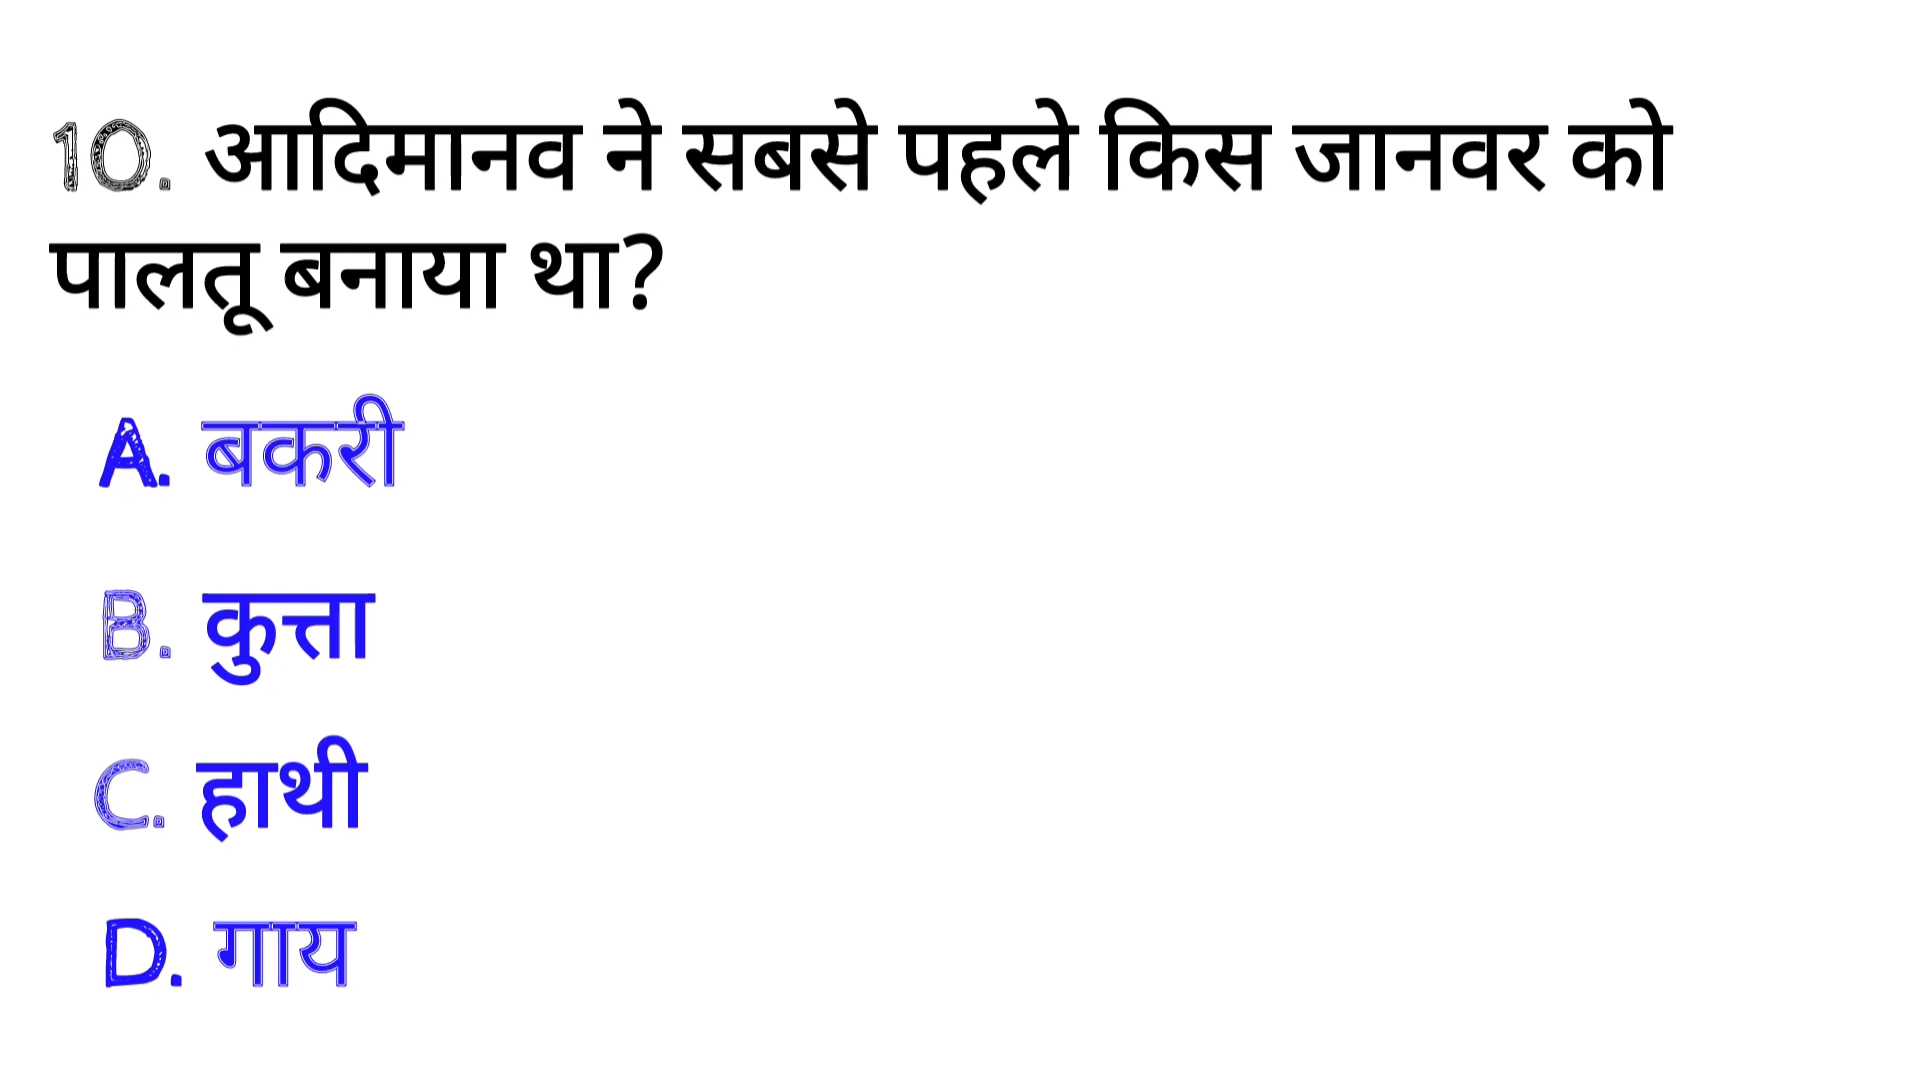 10. आदिमानव ने सबसे पहले किस जानवर को
पालतू बनाया था?
A. बकरी
B. कुत्ता
C. हाथी
D. गाय